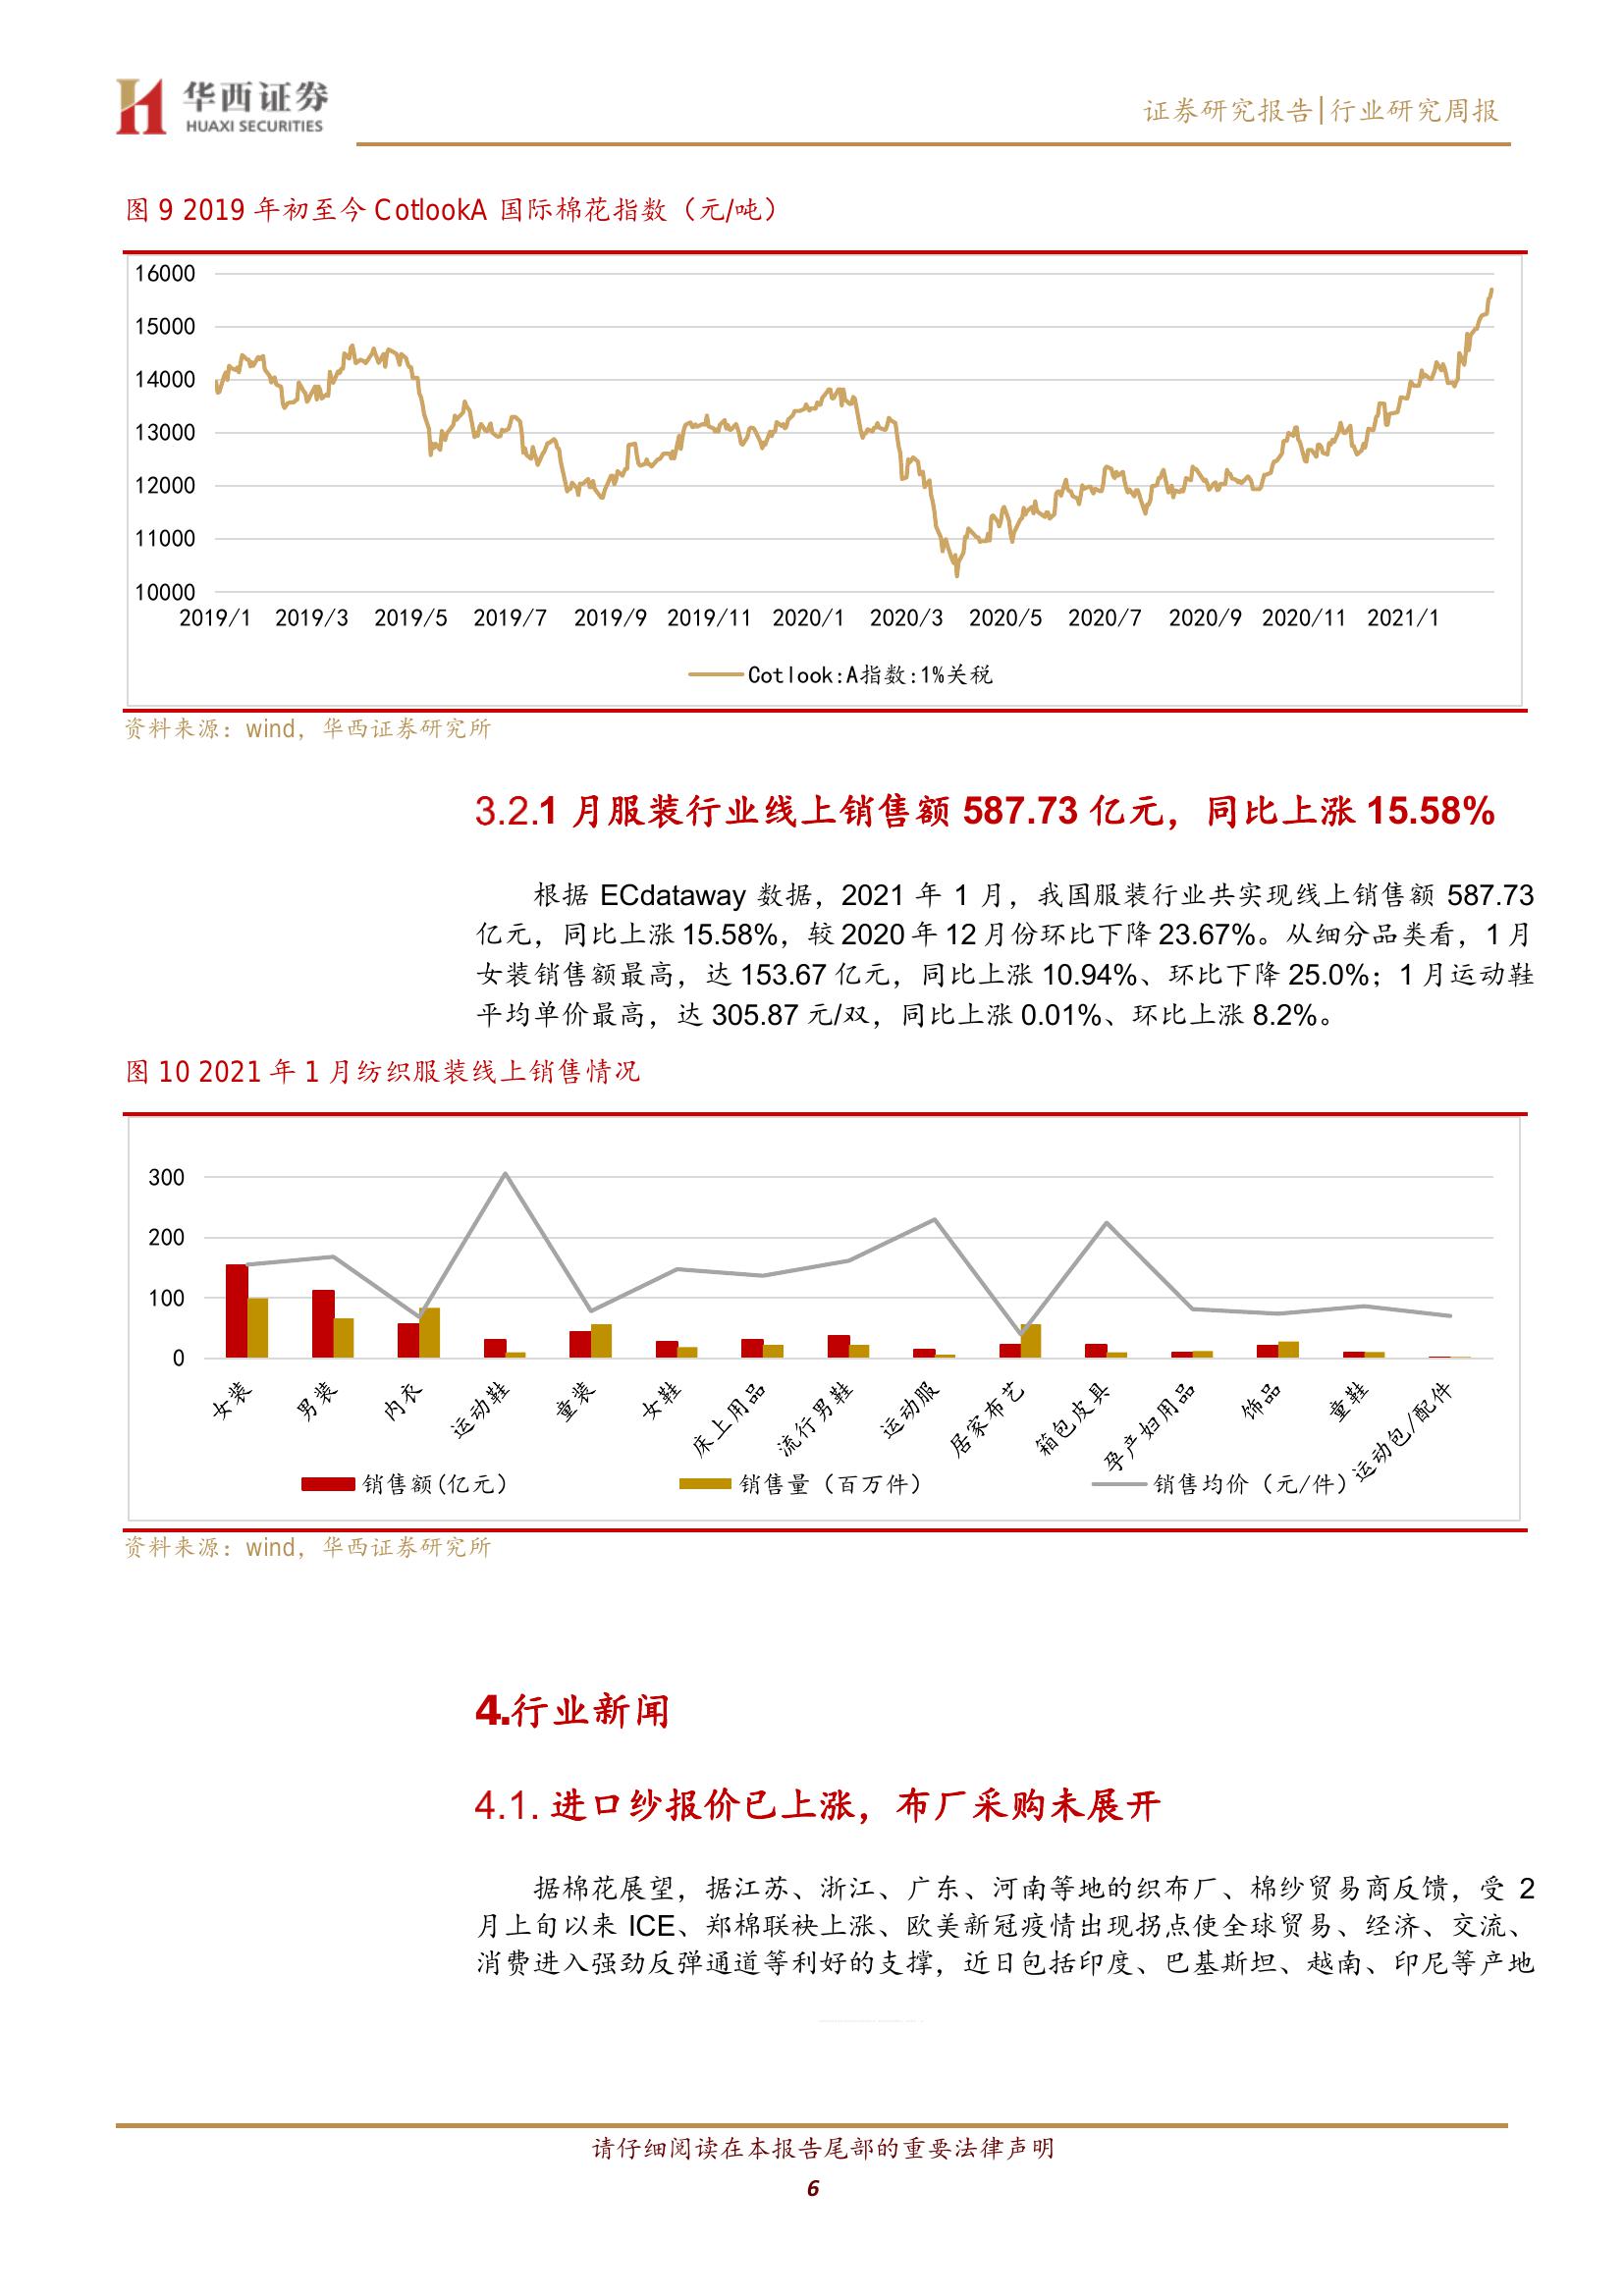 华西证券
HUAXI SECURITIES
证券研究报告|行业研究周报
图 9 2019 年初至今 CotlookA 国际棉花指数（元/吨）
16000
15000
14000
13000
12000
11000
10000
2019/1 2019/3 2019/5 2019/7 2019/9 2019/11 2020/1 2020/3 2020/5 2020/7 2020/9 2020/11 2021/1
Cotlook:A指数:1%关税
资料来源：wind，华西证券研究所
3.2.1 月服装行业线上销售额 587.73 亿元，同比上涨 15.58%
根据 ECdataway 数据，2021 年 1 月，我国服装行业共实现线上销售额 587.73
亿元，同比上涨 15.58%，较 2020 年 12 月份环比下降 23.67%。从细分品类看，1 月
女装销售额最高，达 153.67 亿元，同比上涨 10.94%、环比下降 25.0%；1 月运动鞋
平均单价最高，达 305.87 元/双，同比上涨 0.01%、环比上涨 8.2%。
图 10 2021 年 1 月纺织服装线上销售情况
300
200
100
0
女装 男装 内衣 运动鞋 童装 女鞋 床上用品 流行男鞋 运动服 居家布艺 箱包皮具 孕产妇用品 饰品 童鞋 运动包/配件
销售额(亿元） 销售量（百万件） 销售均价（元/件）
资料来源：wind，华西证券研究所
4.行业新闻
4.1. 进口纱报价已上涨，布厂采购未展开
据棉花展望，据江苏、浙江、广东、河南等地的织布厂、棉纱贸易商反馈，受 2
月上旬以来 ICE、郑棉联袂上涨、欧美新冠疫情出现拐点使全球贸易、经济、交流、
消费进入强劲反弹通道等利好的支撑，近日包括印度、巴基斯坦、越南、印尼等产地
请仔细阅读在本报告尾部的重要法律声明
6